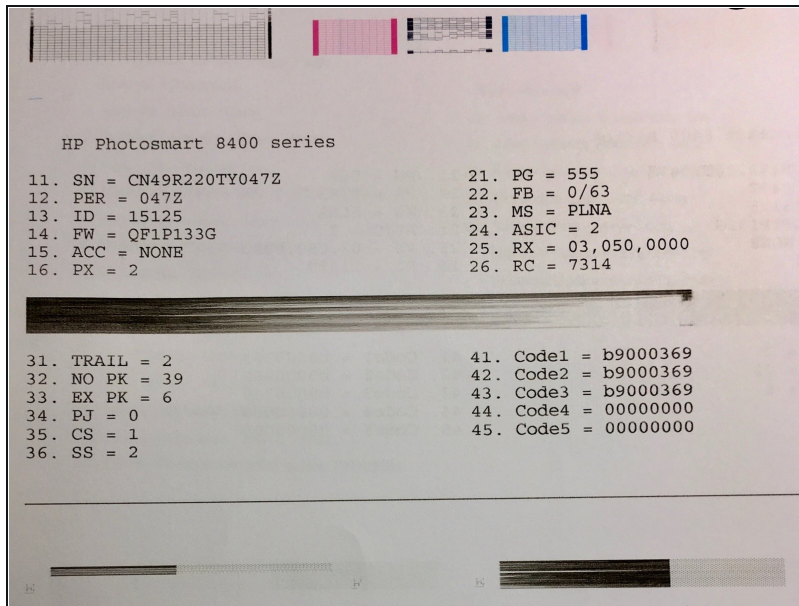 HP Photosmart 8400 series
11. SN = CN49R220TY047Z
12. PER = 047Z
13. ID = 15125
14. FW = QF1P133G
15. ACC = NONE
16. PX = 2
21. PG = 555
22. FB = 0/63
23. MS = PLNA
24. ASIC = 2
25. RX = 03,050,0000
26. RC = 7314
31. TRAIL = 2
32. NO PK = 39
33. EX PK = 6
34. PJ = 0
35. CS = 1
36. SS = 2
41. Code1 = b9000369
42. Code2 = b9000369
43. Code3 = b9000369
44. Code4 = 00000000
45. Code5 = 00000000